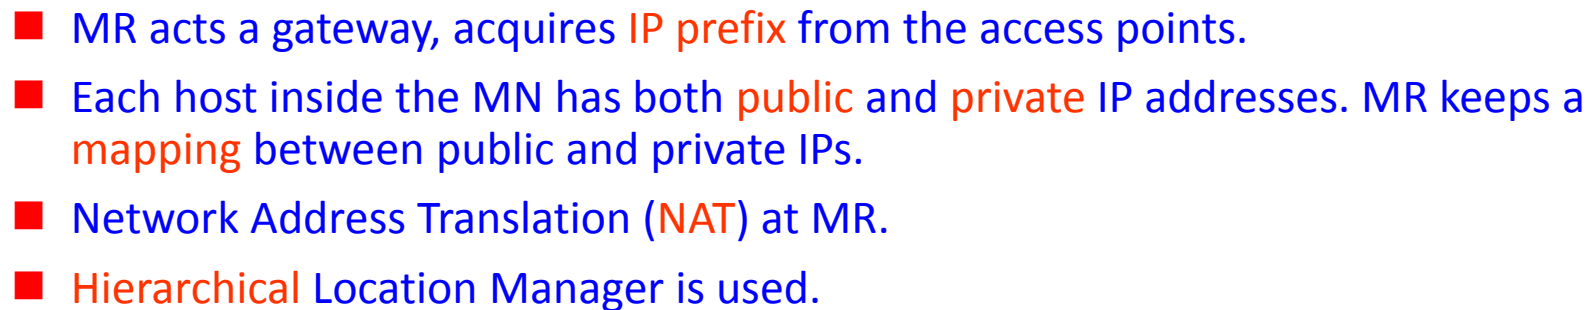 MR acts a gateway, acquires IP prefix from the access points.
Each host inside the MN has both public and private IP addresses. MR keeps a
mapping between public and private IPs.
Network Address Translation (NAT) at MR.
Hierarchical Location Manager is used.